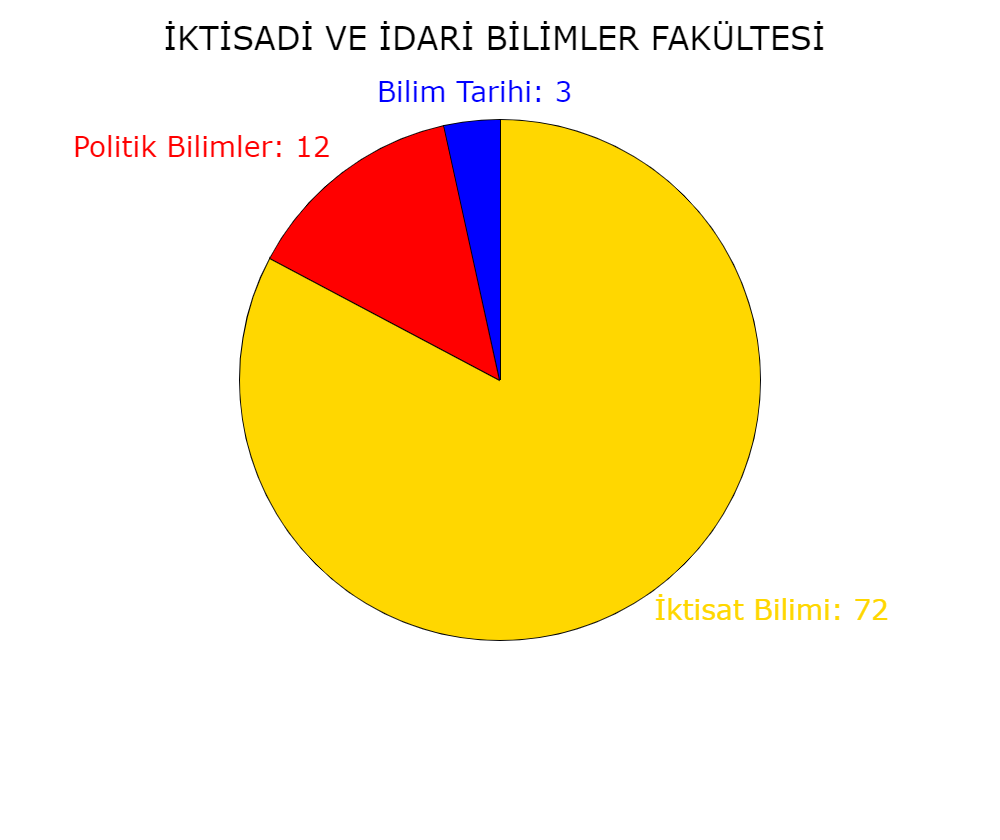 İKTİSADİ VE İDARİ BİLİMLER FAKÜLTESİ
Bilim Tarihi: 3
Politik Bilimler: 12
İktisat Bilimi: 72